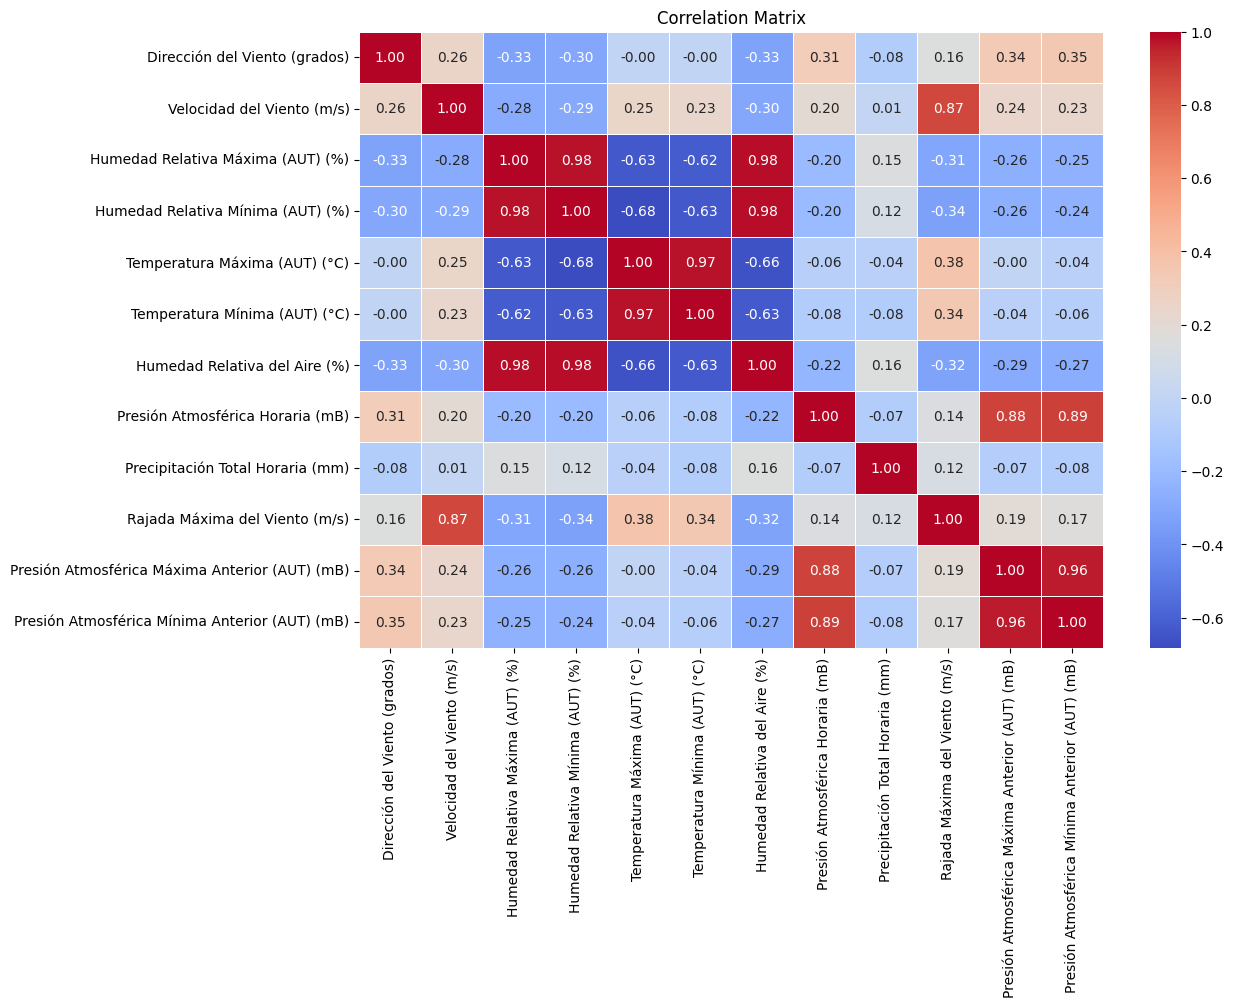 Correlation Matrix
Dirección del Viento (grados) 1.00 0.26 -0.33 -0.30 -0.00 -0.00 -0.33 0.31 -0.08 0.16 0.34 0.35
Velocidad del Viento (m/s) 0.26 1.00 -0.28 -0.29 0.25 0.23 -0.30 0.20 0.01 0.87 0.24 0.23
Humedad Relativa Máxima (AUT) (%) -0.33 -0.28 1.00 0.98 -0.63 -0.62 0.98 -0.20 0.15 -0.31 -0.26 -0.25
Humedad Relativa Mínima (AUT) (%) -0.30 -0.29 0.98 1.00 -0.68 -0.63 0.98 -0.20 0.12 -0.34 -0.26 -0.24
Temperatura Máxima (AUT) (°C) -0.00 0.25 -0.63 -0.68 1.00 0.97 -0.66 -0.06 -0.04 0.38 -0.00 -0.04
Temperatura Mínima (AUT) (°C) -0.00 0.23 -0.62 -0.63 0.97 1.00 -0.63 -0.08 -0.08 0.34 -0.04 -0.06
Humedad Relativa del Aire (%) -0.33 -0.30 0.98 0.98 -0.66 -0.63 1.00 -0.22 0.16 -0.32 -0.29 -0.27
Presión Atmosférica Horaria (mB) 0.31 0.20 -0.20 -0.20 -0.06 -0.08 -0.22 1.00 -0.07 0.14 0.88 0.89
Precipitación Total Horaria (mm) -0.08 0.01 0.15 0.12 -0.04 -0.08 0.16 -0.07 1.00 0.12 -0.07 -0.08
Rajada Máxima del Viento (m/s) 0.16 0.87 -0.31 -0.34 0.38 0.34 -0.32 0.14 0.12 1.00 0.19 0.17
Presión Atmosférica Máxima Anterior (AUT) (mB) 0.34 0.24 -0.26 -0.26 -0.00 -0.04 -0.29 0.88 -0.07 0.19 1.00 0.96
Presión Atmosférica Mínima Anterior (AUT) (mB) 0.35 0.23 -0.25 -0.24 -0.04 -0.06 -0.27 0.89 -0.08 0.17 0.96 1.00
Dirección del Viento (grados)
Velocidad del Viento (m/s)
Humedad Relativa Máxima (AUT) (%)
Humedad Relativa Mínima (AUT) (%)
Temperatura Máxima (AUT) (°C)
Temperatura Mínima (AUT) (°C)
Humedad Relativa del Aire (%)
Presión Atmosférica Horaria (mB)
Precipitación Total Horaria (mm)
Rajada Máxima del Viento (m/s)
Presión Atmosférica Máxima Anterior (AUT) (mB)
Presión Atmosférica Mínima Anterior (AUT) (mB)
1.0
0.8
0.6
0.4
0.2
0.0
−0.2
−0.4
−0.6